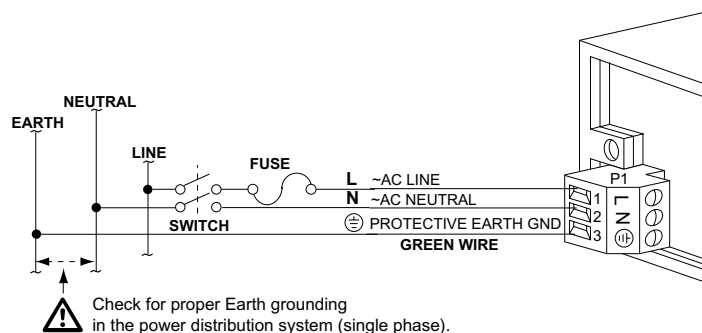 NEUTRAL
EARTH
LINE
FUSE
SWITCH
L ~AC LINE
N ~AC NEUTRAL
PROTECTIVE EARTH GND
GREEN WIRE
P1
1 L
2 N
3
Check for proper Earth grounding
in the power distribution system (single phase).